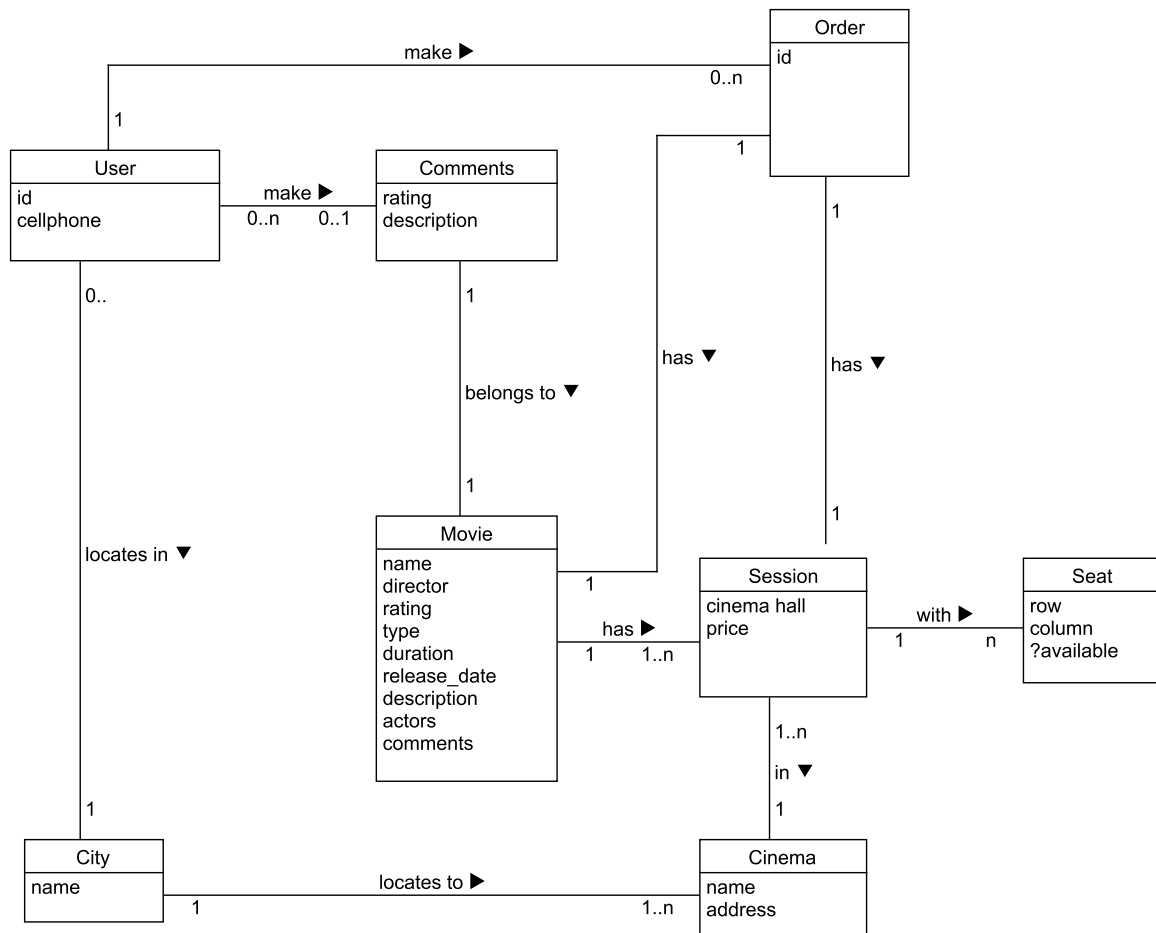 Order
id
make ▶
0..n
1
1
User
id
cellphone
make ▶
0..n
0..1
Comments
rating
description
1
0..
1
has ▼
has ▼
belongs to ▼
1
1
locates in ▼
Movie
name
director
rating
type
duration
release_date
description
actors
comments
1
has ▶
1
1..n
Session
cinema hall
price
with ▶
1
n
Seat
row
column
?available
1..n
in ▼
1
1
City
name
locates to ▶
1
1..n
Cinema
name
address